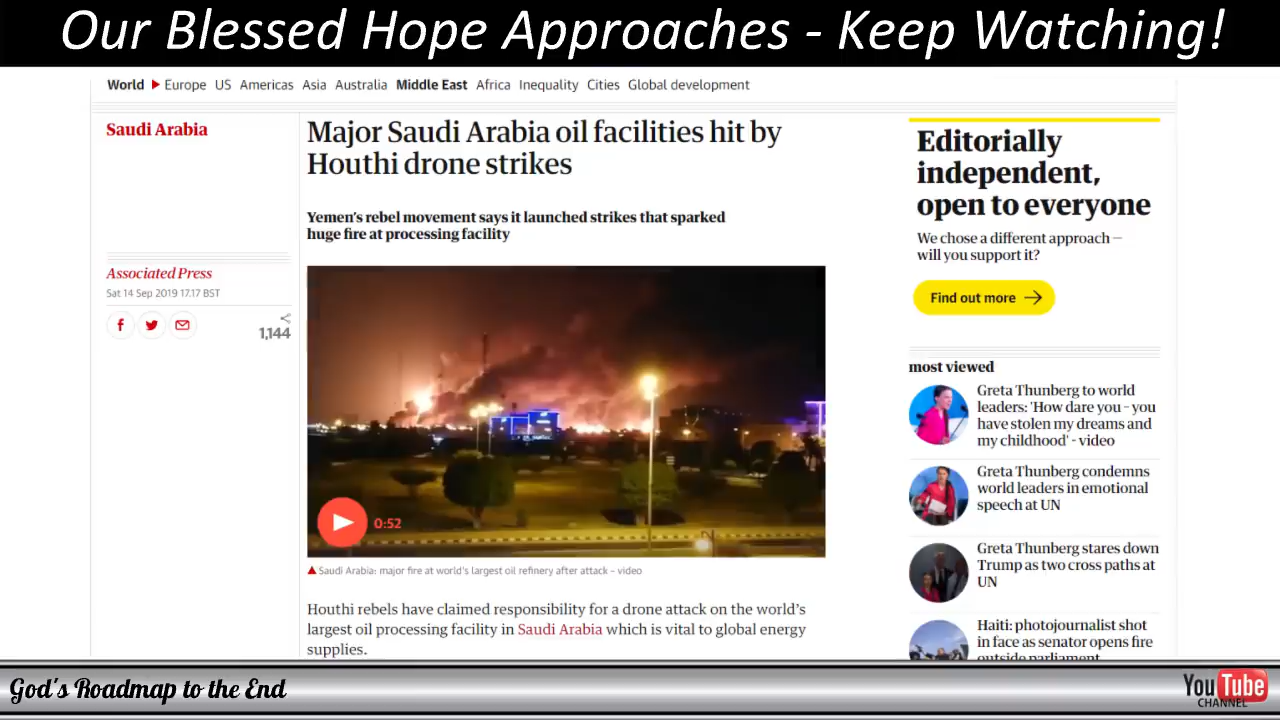 Our Blessed Hope Approaches - Keep Watching!
World Europe US Americas Asia Australia Middle East Africa Inequality Cities Global development
Saudi Arabia
Associated Press
Sat 14 Sep 2019 17.17 BST
1,144
Major Saudi Arabia oil facilities hit by
Houthi drone strikes
Yemen's rebel movement says it launched strikes that sparked
huge fire at processing facility
0:52
Saudi Arabia: major fire at world's largest oil refinery after attack – video
Houthi rebels have claimed responsibility for a drone attack on the world's
largest oil processing facility in Saudi Arabia which is vital to global energy
supplies.
Editorially
independent,
open to everyone
We chose a different approach —
will you support it?
Find out more
most viewed
Greta Thunberg to world
leaders: 'How dare you – you
have stolen my dreams and
my childhood' - video
Greta Thunberg condemns
world leaders in emotional
speech at UN
Greta Thunberg stares down
Trump as two cross paths at
UN
Haiti: photojournalist shot
in face as senator opens fire
outside parliament
God's Roadmap to the End
YouTube
CHANNEL